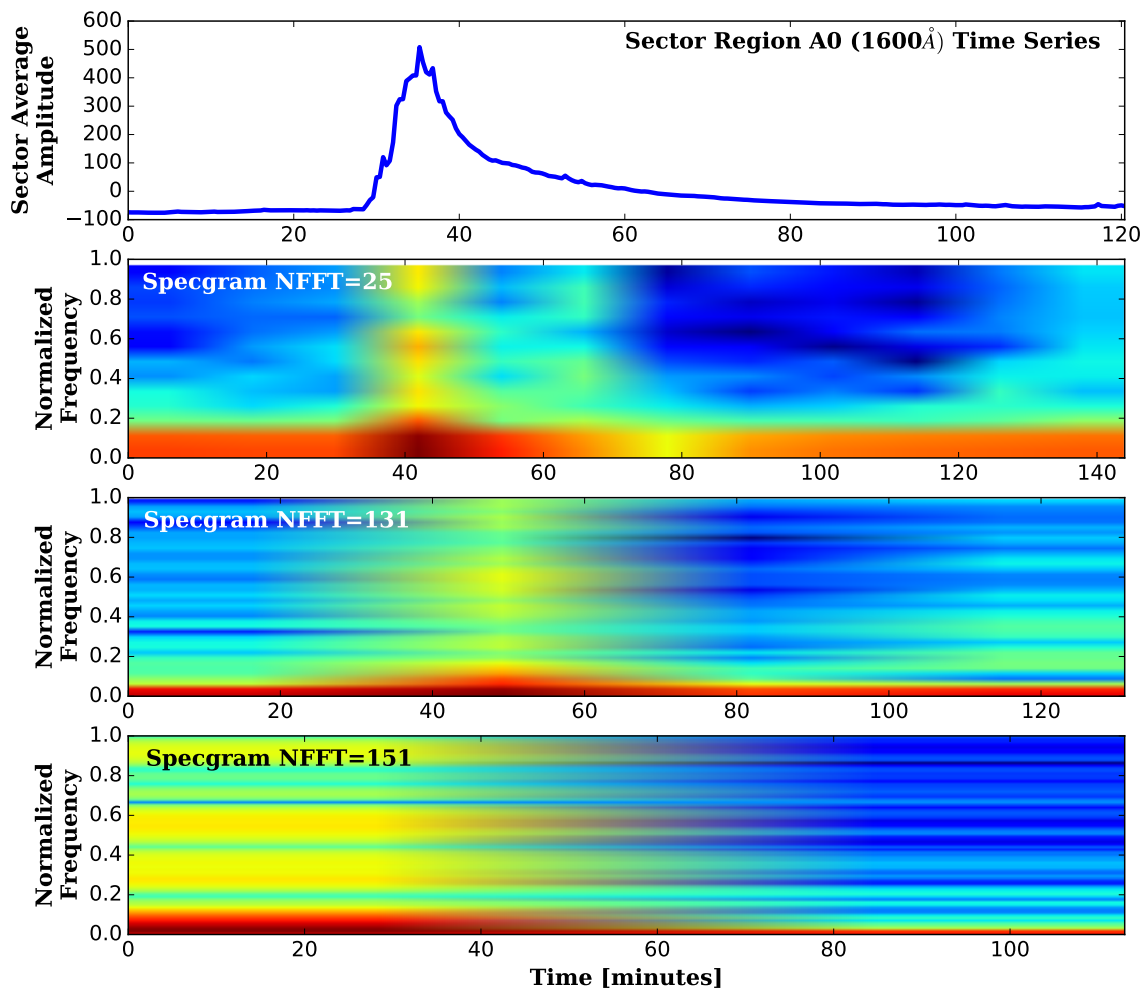 Sector Region A0 (1600Å) Time Series
Sector Average
Amplitude
600
500
400
300
200
100
0
−100
0 20 40 60 80 100 120
Specgram NFFT=25
Normalized
Frequency
1.0
0.8
0.6
0.4
0.2
0.0
0 20 40 60 80 100 120 140
Specgram NFFT=131
Normalized
Frequency
1.0
0.8
0.6
0.4
0.2
0.0
0 20 40 60 80 100 120
Specgram NFFT=151
Normalized
Frequency
1.0
0.8
0.6
0.4
0.2
0.0
0 20 40 60 80 100
Time [minutes]